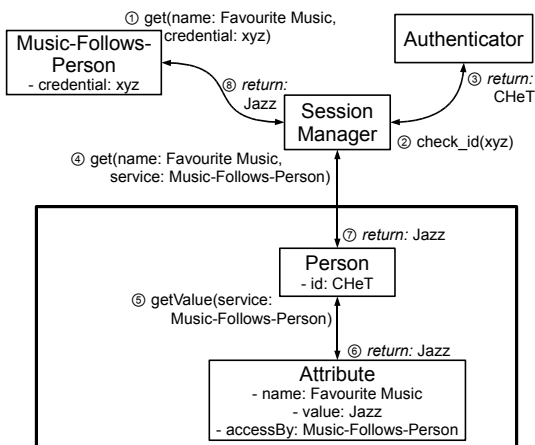 ① get(name: Favourite Music,
credential: xyz)
Music-Follows-
Person
- credential: xyz
Authenticator
⑧ return:
Jazz
③ return:
CHeT
Session
Manager
② check_id(xyz)
④ get(name: Favourite Music,
service: Music-Follows-Person)
⑦ return: Jazz
Person
- id: CHeT
⑤ getValue(service:
Music-Follows-Person)
⑥ return: Jazz
Attribute
- name: Favourite Music
- value: Jazz
- accessBy: Music-Follows-Person